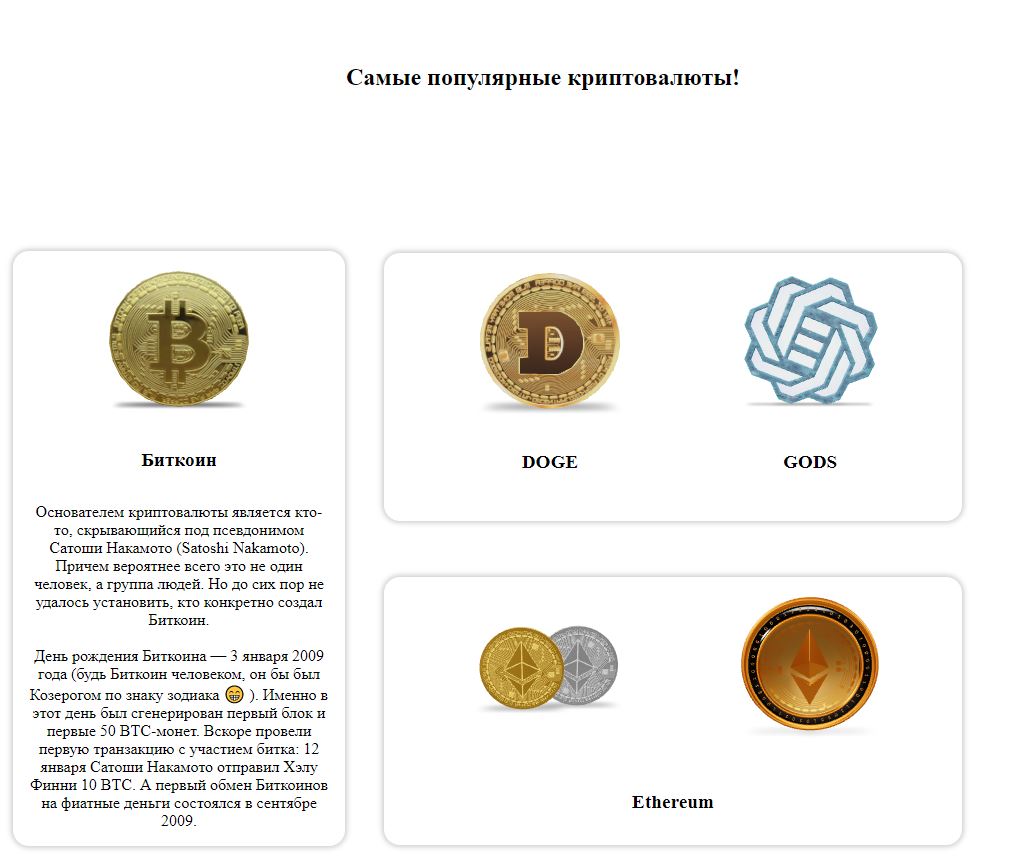 Самые популярные криптовалюты!
Биткоин
Основателем криптовалюты является кто-
то, скрывающийся под псевдонимом
Сатоши Накамото (Satoshi Nakamoto).
Причем вероятнее всего это не один
человек, а группа людей. Но до сих пор не
удалось установить, кто конкретно создал
Биткоин.
День рождения Биткоина — 3 января 2009
года (будь Биткоин человеком, он бы был
Козерогом по знаку зодиака 😁 ). Именно в
этот день был сгенерирован первый блок и
первые 50 BTC-монет. Вскоре провели
первую транзакцию с участием битка: 12
января Сатоши Накамото отправил Хэлу
Финни 10 BTC. А первый обмен Биткоинов
на фиатные деньги состоялся в сентябре
2009.
DOGE
GODS
Ethereum